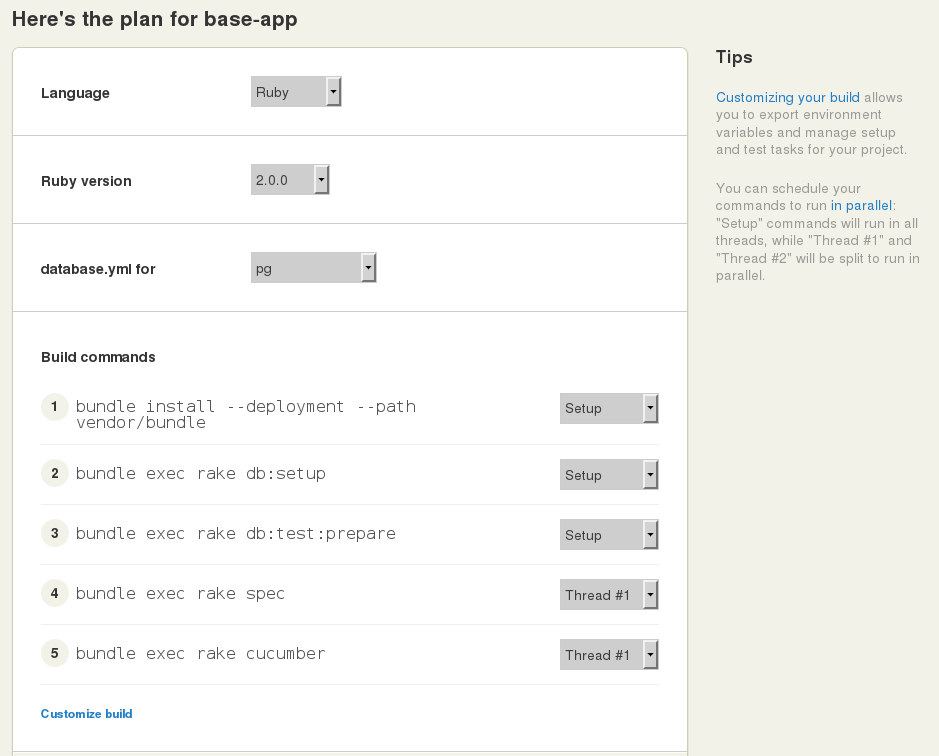 Here's the plan for base-app
Language
Ruby
Ruby version
2.0.0
database.yml for
pg
Build commands
1 bundle install --deployment --path
vendor/bundle
Setup
2 bundle exec rake db:setup
Setup
3 bundle exec rake db:test:prepare
Setup
4 bundle exec rake spec
Thread #1
5 bundle exec rake cucumber
Thread #1
Customize build
Tips
Customizing your build allows
you to export environment
variables and manage setup
and test tasks for your project.
You can schedule your
commands to run in parallel:
"Setup" commands will run in all
threads, while "Thread #1" and
"Thread #2" will be split to run in
parallel.